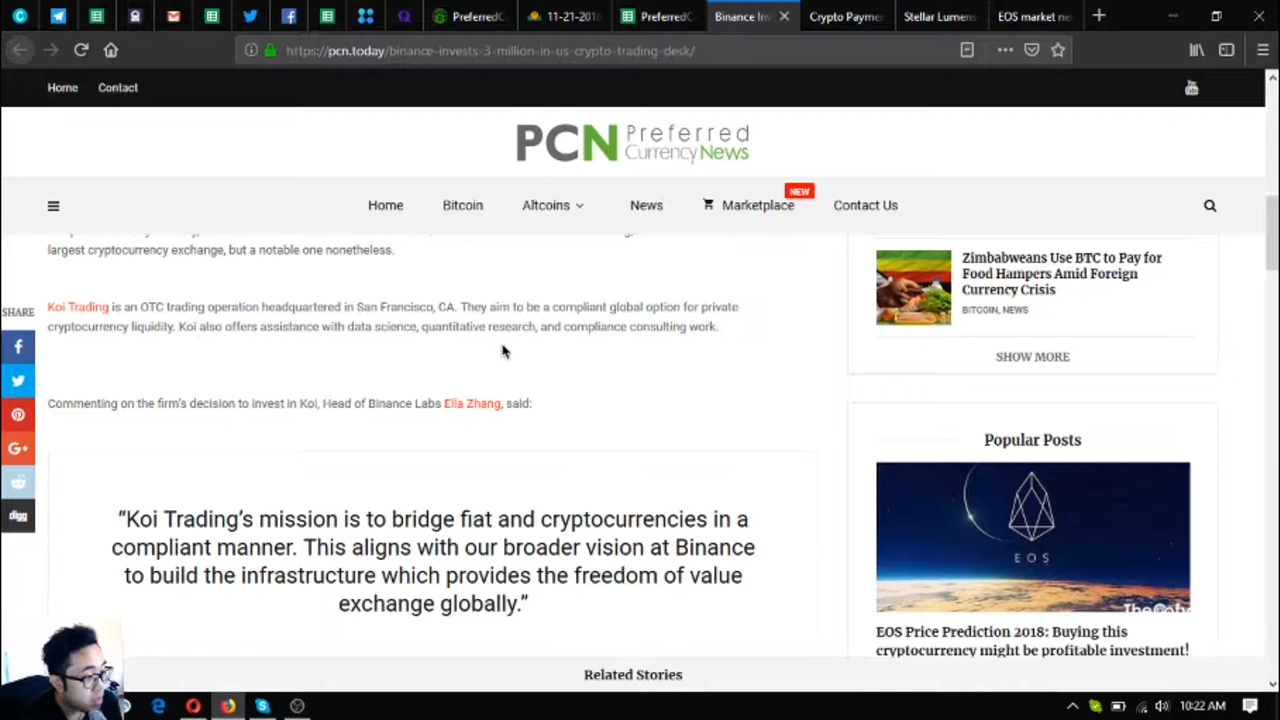 PreferredC
11-21-2018
PreferredC
Binance In
Crypto Payme
Stellar Lumens
EOS market ne
https://pcn.today/binance-invests-3-million-in-us-crypto-trading-desk/
Home Contact
PCN Preferred
Currency News
Home Bitcoin Altcoins News Marketplace NEW Contact Us
largest cryptocurrency exchange, but a notable one nonetheless.
SHARE
Koi Trading is an OTC trading operation headquartered in San Francisco, CA. They aim to be a compliant global option for private
cryptocurrency liquidity. Koi also offers assistance with data science, quantitative research, and compliance consulting work.
Commenting on the firm's decision to invest in Koi, Head of Binance Labs Ella Zhang, said:
“Koi Trading’s mission is to bridge fiat and cryptocurrencies in a
compliant manner. This aligns with our broader vision at Binance
to build the infrastructure which provides the freedom of value
exchange globally.”
Zimbabweans Use BTC to Pay for
Food Hampers Amid Foreign
Currency Crisis
BITCOIN, NEWS
SHOW MORE
Popular Posts
EOS
EOS Price Prediction 2018: Buying this
cryptocurrency might be profitable investment!
Related Stories
digg
10:22 AM